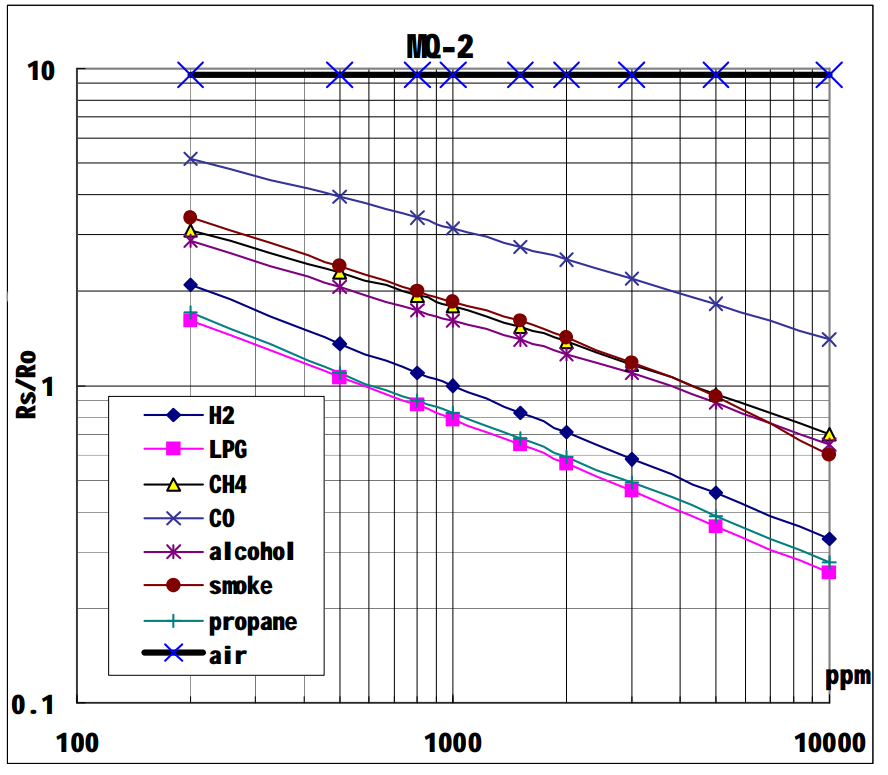 MQ-2
10
Rs/Ro
1
H2
LPG
CH4
CO
alcohol
smoke
propane
air
ppm
0.1
100 1000 10000